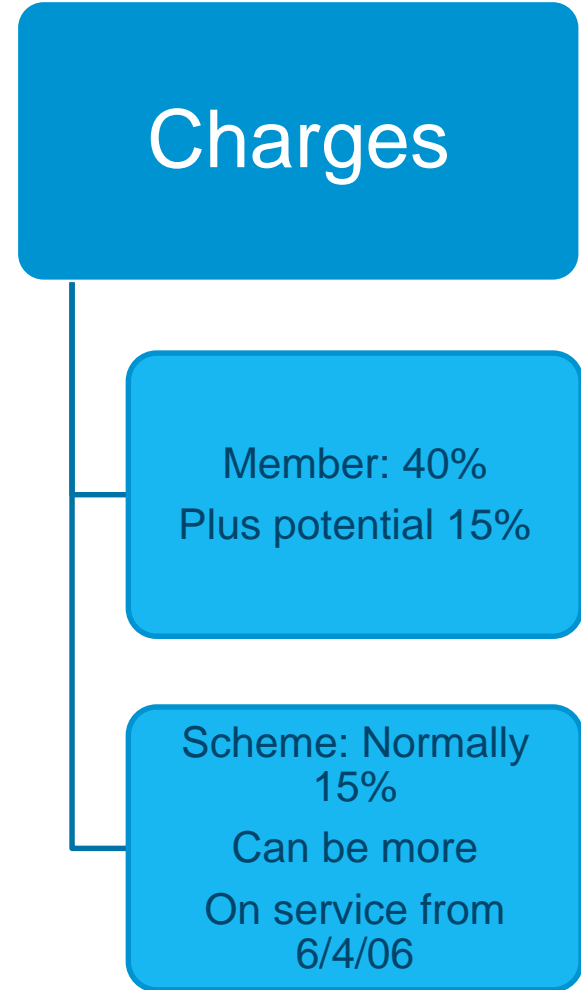 Charges
Member: 40%
Plus potential 15%
Scheme: Normally
15%
Can be more
On service from
6/4/06